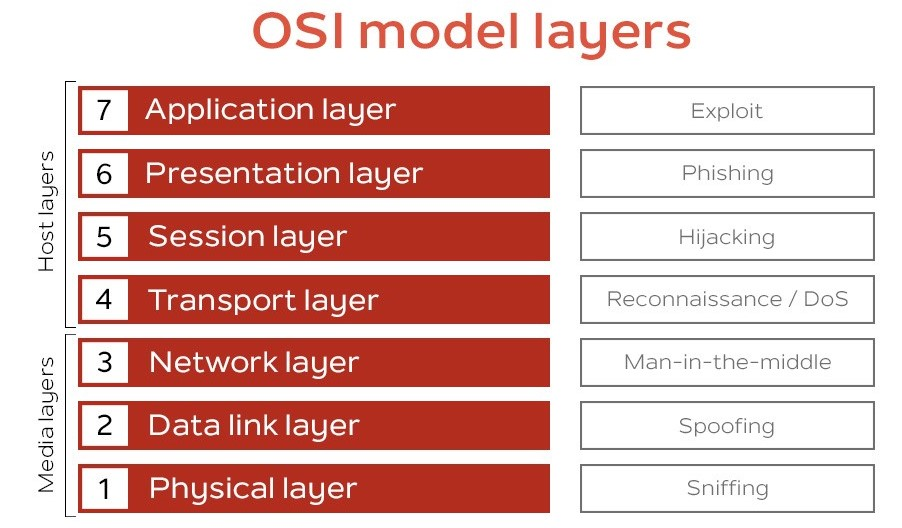 OSI model layers
Host layers
7 Application layer Exploit
6 Presentation layer Phishing
5 Session layer Hijacking
4 Transport layer Reconnaissance / DoS
Media layers
3 Network layer Man-in-the-middle
2 Data link layer Spoofing
1 Physical layer Sniffing